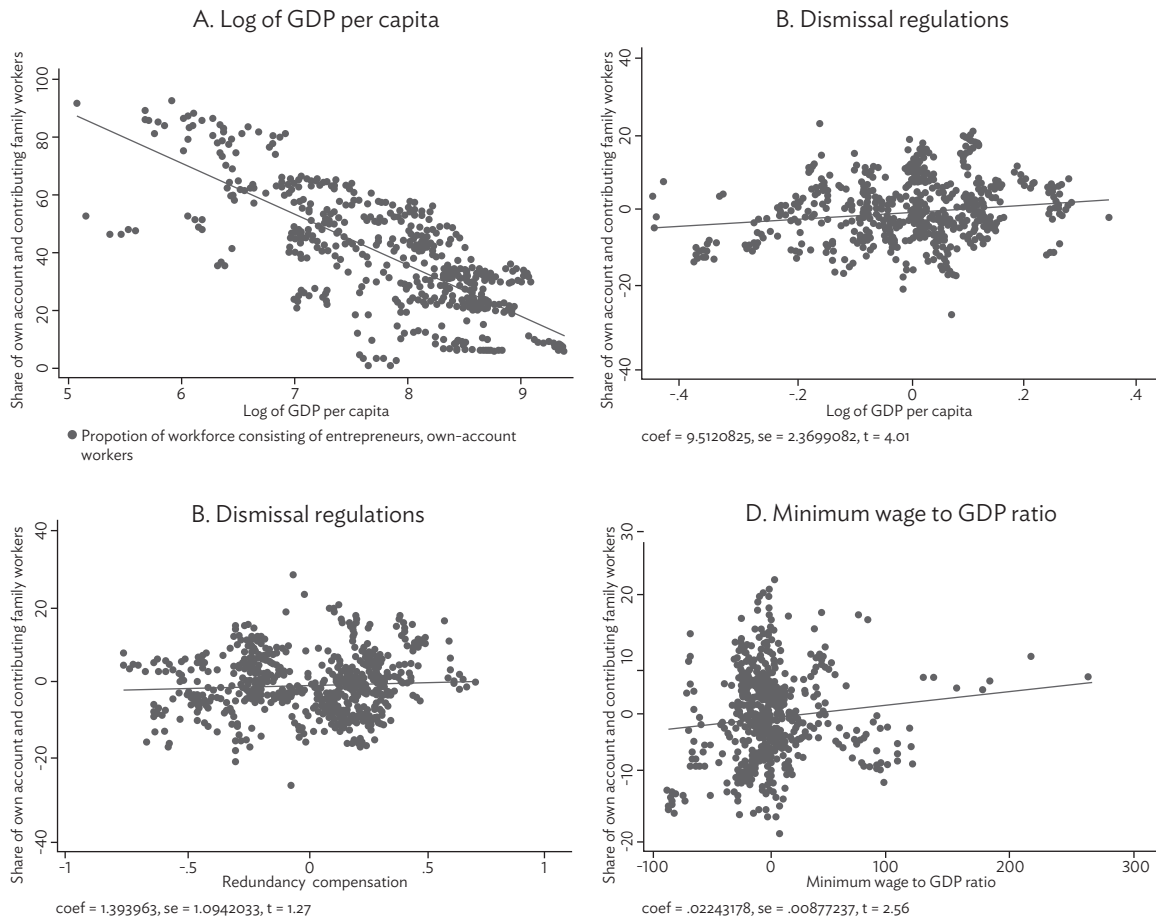 A. Log of GDP per capita
Share of own account and contributing family workers
100
80
60
40
20
0
5 6 7 8 9
Log of GDP per capita
Propotion of workforce consisting of entrepreneurs, own-account
workers
B. Dismissal regulations
Share of own account and contributing family workers
40
20
0
-20
-40
-.4 -.2 0 .2 .4
Log of GDP per capita
coef = 9.5120825, se = 2.3699082, t = 4.01
B. Dismissal regulations
Share of own account and contributing family workers
40
20
0
-20
-40
-1 -.5 0 .5 1
Redundancy compensation
coef = 1.393963, se = 1.0942033, t = 1.27
D. Minimum wage to GDP ratio
Share of own account and contributing family workers
30
20
10
0
-10
-20
-100 0 100 200 300
Minimum wage to GDP ratio
coef = .02243178, se = .00877237, t = 2.56